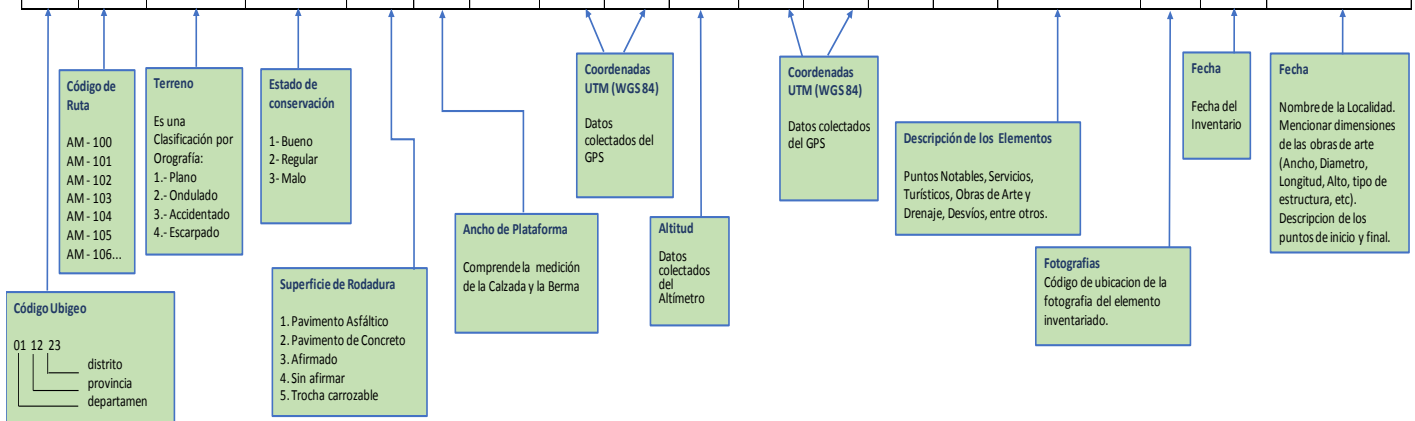 Código de
Ruta
AM - 100
AM - 101
AM - 102
AM - 103
AM - 104
AM - 105
AM - 106...
Terreno
Es una
Clasificación por
Orografía:
1.- Plano
2.- Ondulado
3.- Accidentado
4.- Escarpado
Estado de
conservación
1- Bueno
2- Regular
3- Malo
Coordenadas
UTM (WGS 84)
Datos
colectados del
GPS
Coordenadas
UTM (WGS 84)
Datos colectados
del GPS
Descripción de los Elementos
Puntos Notables, Servicios,
Turísticos, Obras de Arte y
Drenaje, Desvíos, entre otros.
Fecha
Fecha del
Inventario
Fecha
Nombre de la Localidad.
Mencionar dimensiones
de las obras de arte
(Ancho, Diametro,
Longitud, Alto, tipo de
estructura, etc).
Descripcion de los
puntos de inicio y final.
Código Ubigeo
01 12 23
distrito
provincia
departamen
Superficie de Rodadura
1. Pavimento Asfáltico
2. Pavimento de Concreto
3. Afirmado
4. Sin afirmar
5. Trocha carrozable
Ancho de Plataforma
Comprende la medición
de la Calzada y la Berma
Altitud
Datos
colectados
del
Altímetro
Fotografias
Código de ubicacion de la
fotografia del elemento
inventariado.